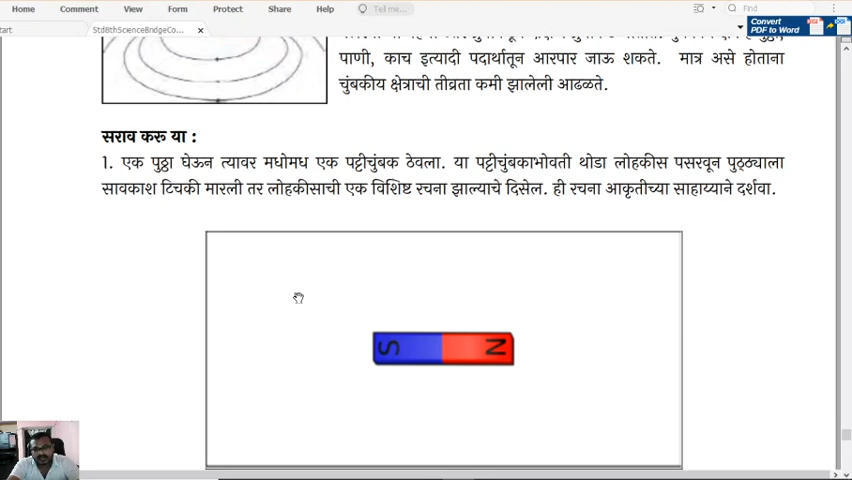 Home Comment View Form Protect Share Help Tell me... Find
tart Std8thScienceBridgeCo...
Convert
PDF to Word
पाणी, काच इत्यादी पदार्थातून आरपार जाऊ शकते. मात्र असे होताना
चुंबकीय क्षेत्राची तीव्रता कमी झालेली आढळते.
सराव करू या :
1. एक पुठ्ठा घेऊन त्यावर मधोमध एक पट्टीचुंबक ठेवला. या पट्टीचुंबकाभोवती थोडा लोहकीस पसरवून पुठ्ठ्याला
सावकाश टिचकी मारली तर लोहकीसाची एक विशिष्ट रचना झाल्याचे दिसेल. ही रचना आकृतीच्या साहाय्याने दर्शवा.
S N